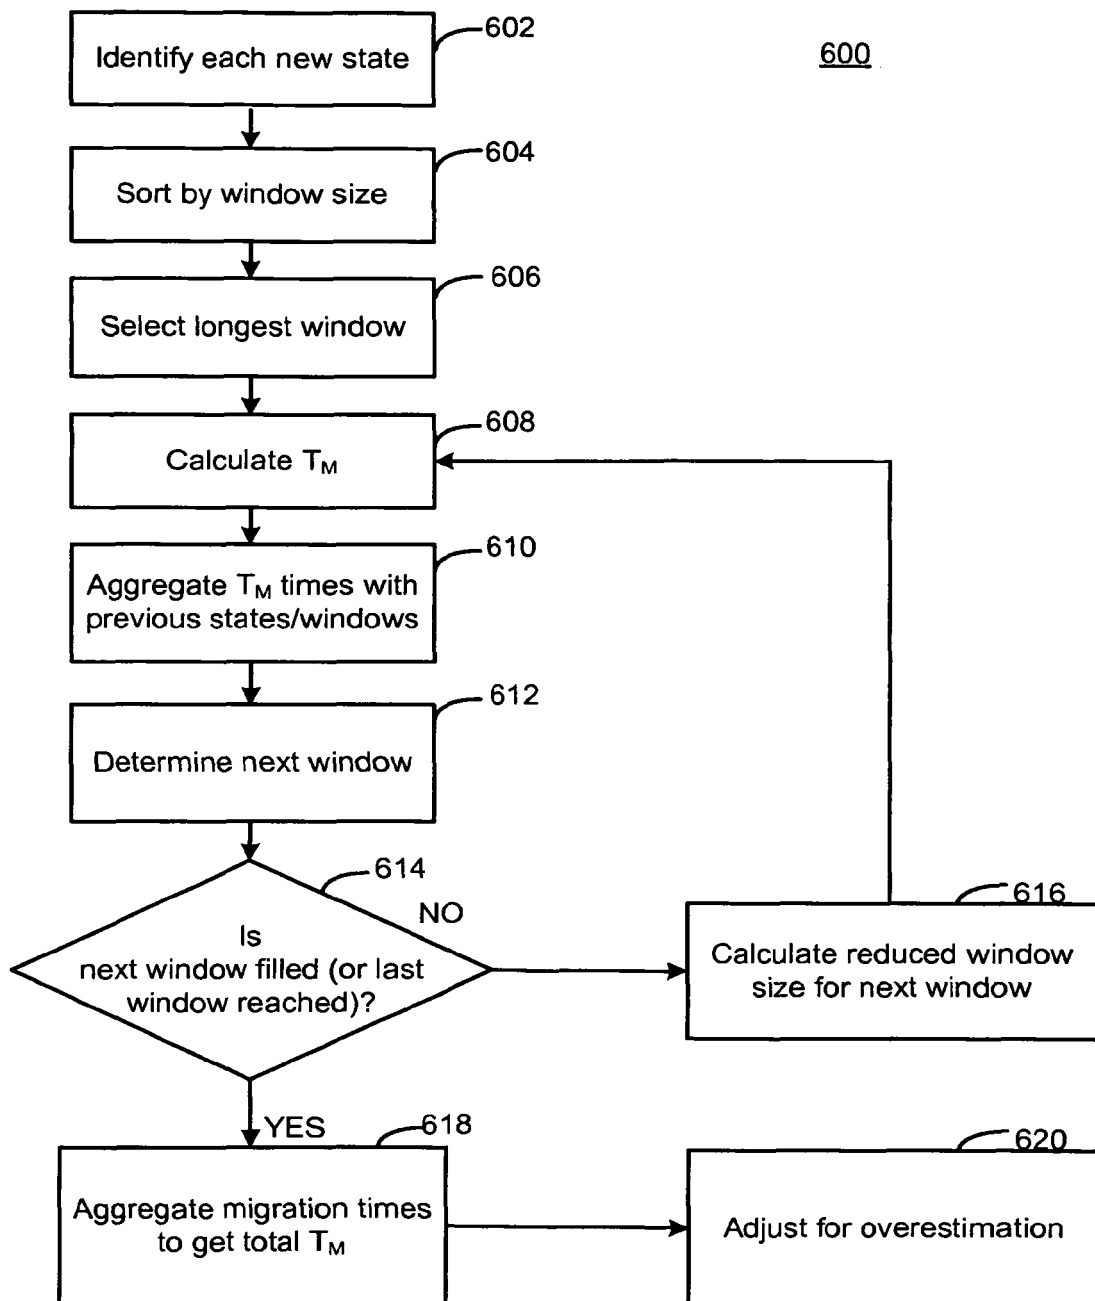 602
Identify each new state
600
604
Sort by window size
606
Select longest window
608
Calculate TM
610
Aggregate TM times with
previous states/windows
612
Determine next window
614
NO
Is
next window filled (or last
window reached)?
616
Calculate reduced window
size for next window
YES
618
Aggregate migration times
to get total TM
620
Adjust for overestimation